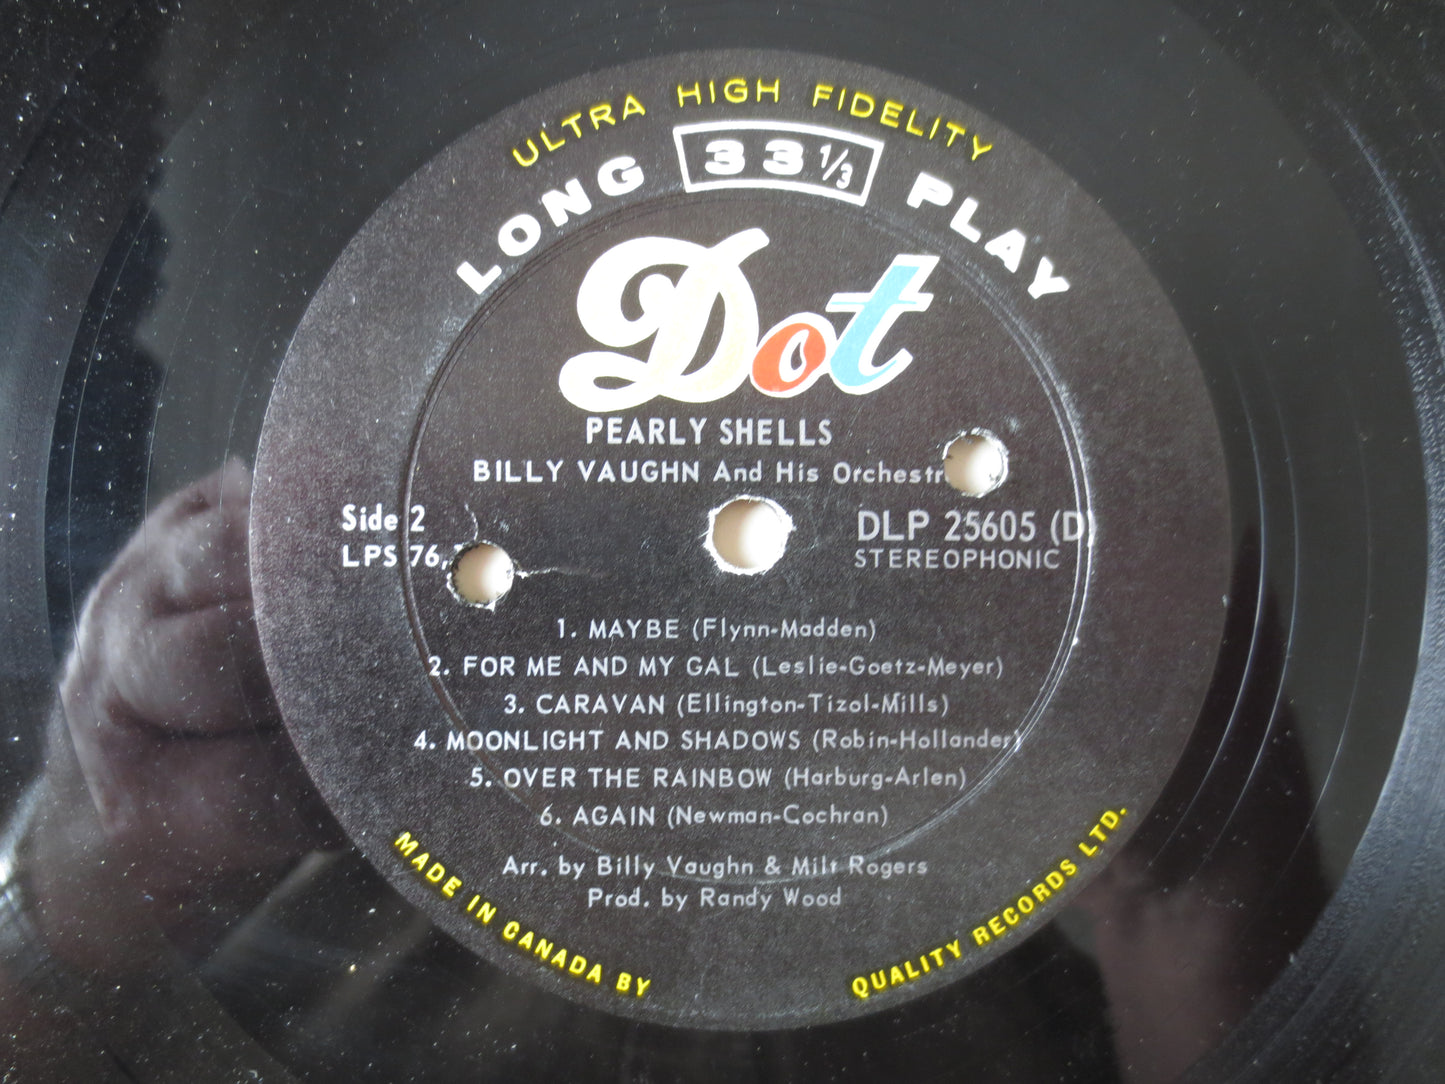 ULTRA HIGH FIDELITY
LONG 33 1/3 PLAY
Dot
PEARLY SHELLS
BILLY VAUGHN And His
Side 2
LPS 76,
DLP 25605 (D)
STEREOPHONIC
1. MAYBE (Flynn-Madden)
2. FOR ME AND MY GAL (Leslie-Goetz-Meyer)
3. CARAVAN (Ellington-Tizol-Mills)
4. MOONLIGHT AND SHADOWS (Robin-Hollander)
5. OVER THE RAINBOW (Harburg-Arlen)
6. AGAIN (Newman-Cochran)
Arr. by Billy Vaughn & Milt Rogers
Prod. by Randy Wood
MADE IN CANADA BY QUALITY RECORDS LTD.